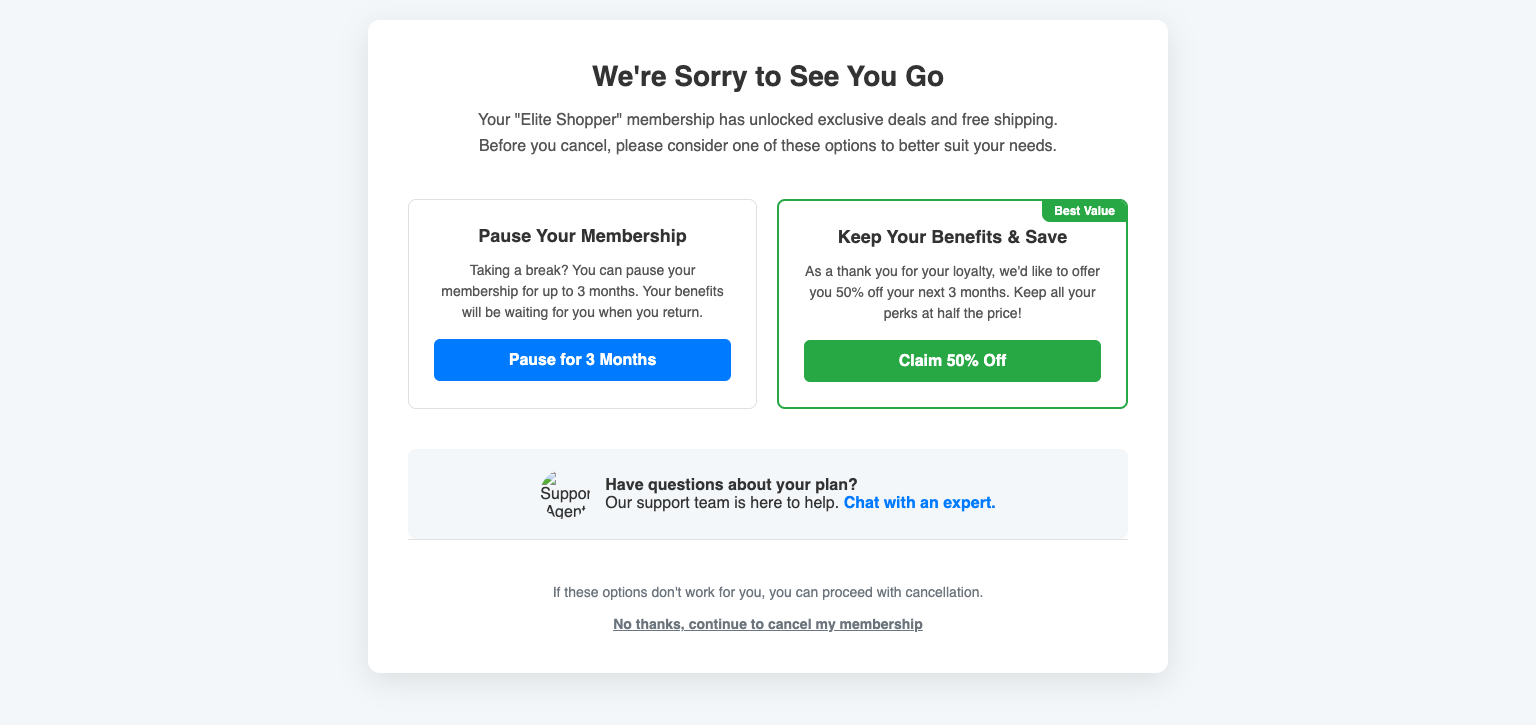 We're Sorry to See You Go
Your "Elite Shopper" membership has unlocked exclusive deals and free shipping.
Before you cancel, please consider one of these options to better suit your needs.
Pause Your Membership
Taking a break? You can pause your
membership for up to 3 months. Your benefits
will be waiting for you when you return.
Pause for 3 Months
Best Value
Keep Your Benefits & Save
As a thank you for your loyalty, we'd like to offer
you 50% off your next 3 months. Keep all your
perks at half the price!
Claim 50% Off
Support
Agent
Have questions about your plan?
Our support team is here to help. Chat with an expert.
If these options don't work for you, you can proceed with cancellation.
No thanks, continue to cancel my membership